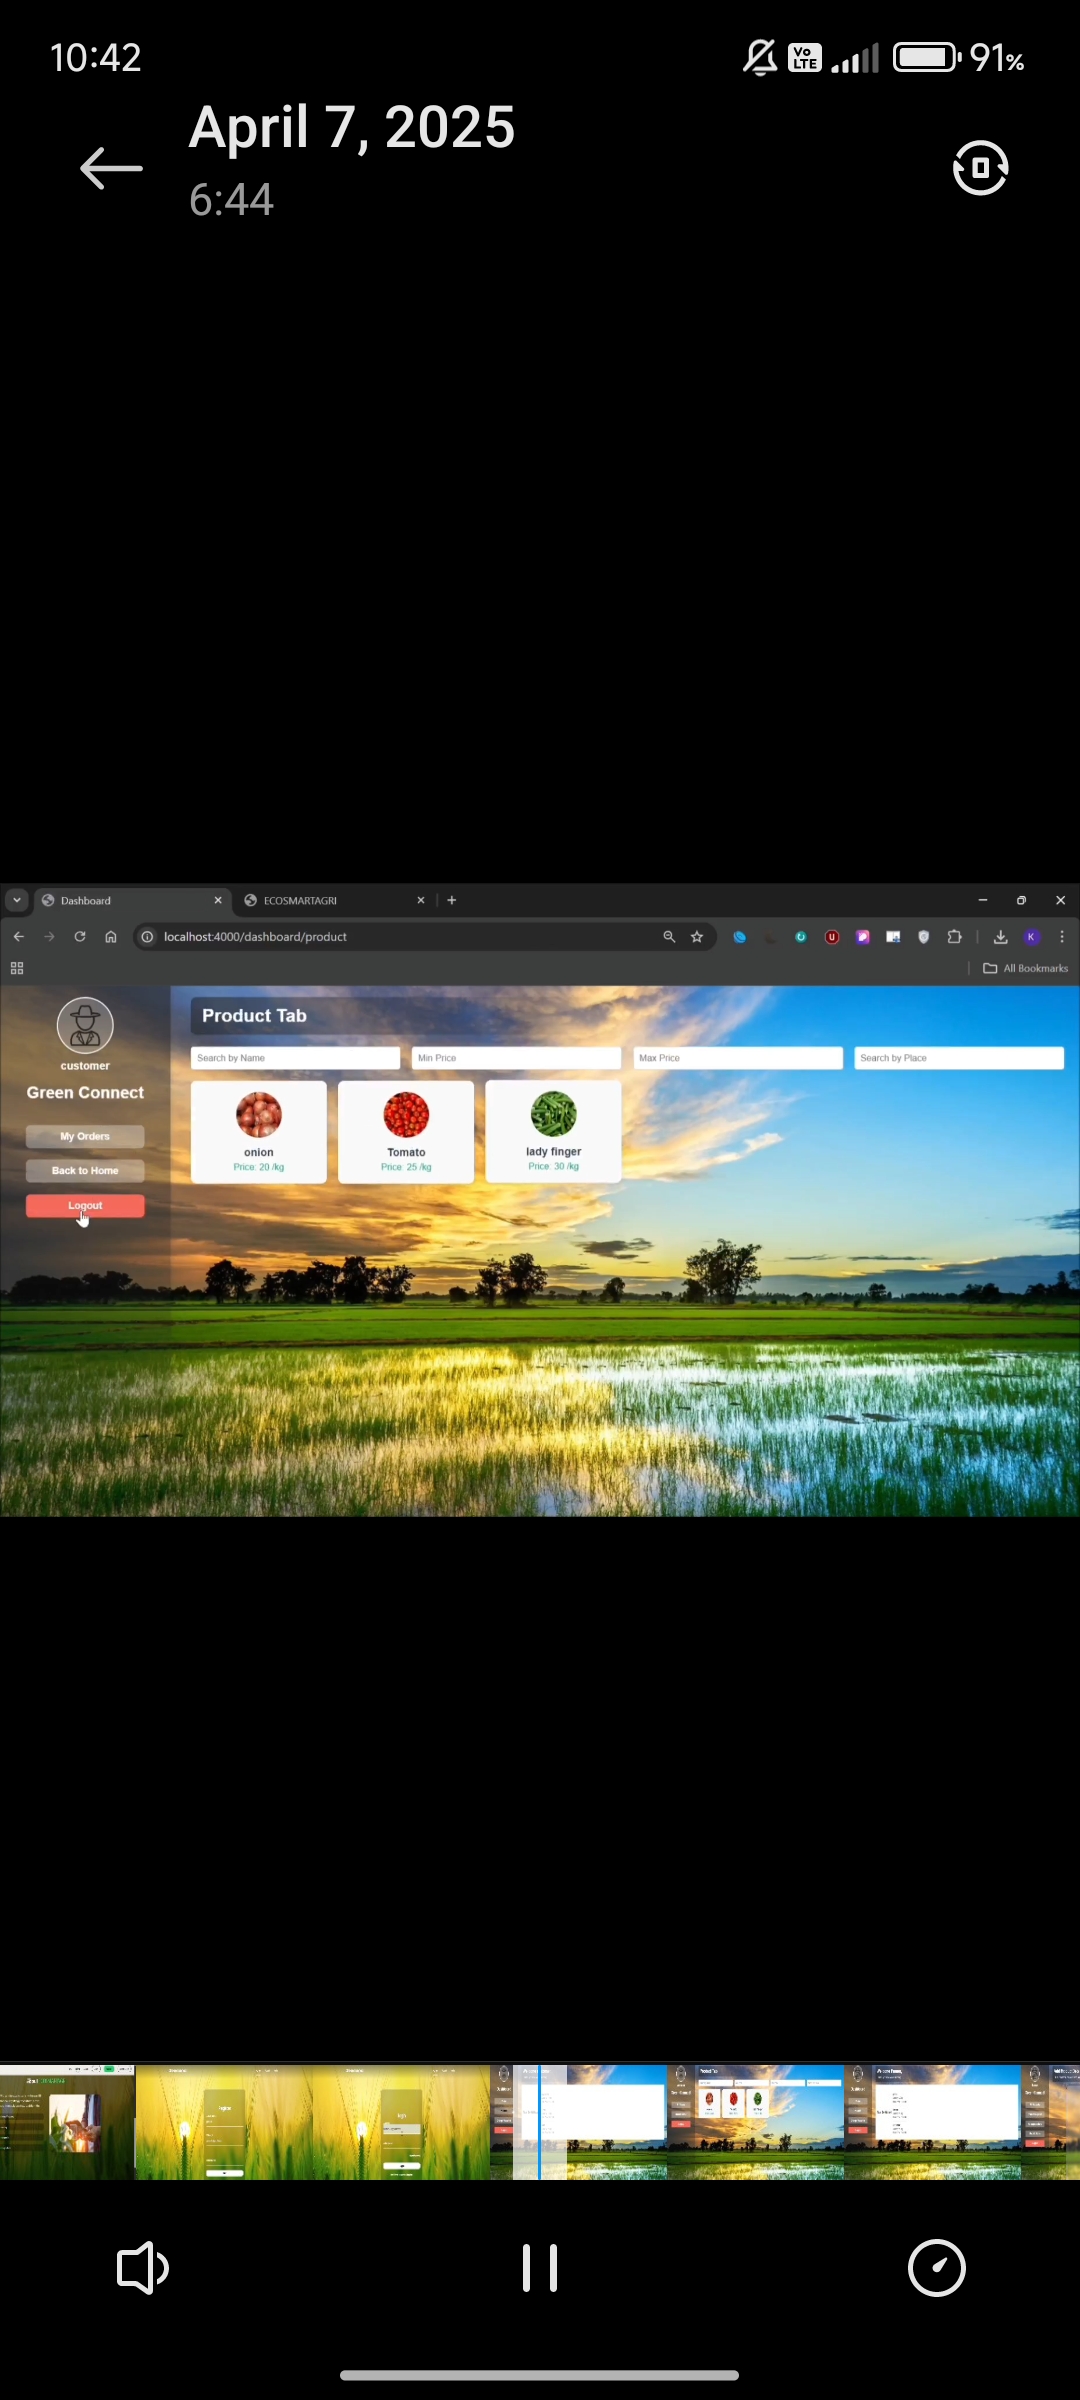 10:42
Vo LTE
91%
April 7, 2025
6:44
Dashboard
ECOSMARTAGRI
localhost:4000/dashboard/product
K
All Bookmarks
customer
Green Connect
My Orders
Back to Home
Logout
Product Tab
Search by Name
Min Price
Max Price
Search by Place
onion
Price: 20 /kg
Tomato
Price: 25 /kg
lady finger
Price: 30 /kg